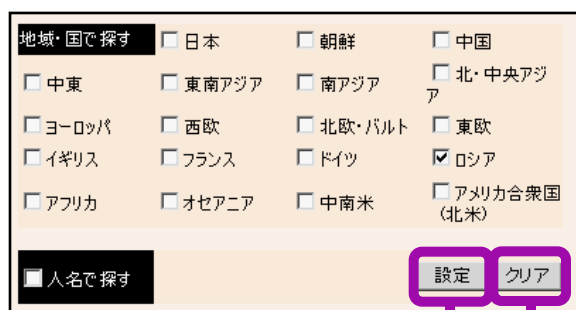 地域・国で探す 日本 朝鮮 中国
中東 東南アジア 南アジア 北・中央アジ
ア
ヨーロッパ 西欧 北欧・バルト 東欧
イギリス フランス ドイツ ロシア
アフリカ オセアニア 中南米 アメリカ合衆国
(北米)
人名で探す 設定 クリア